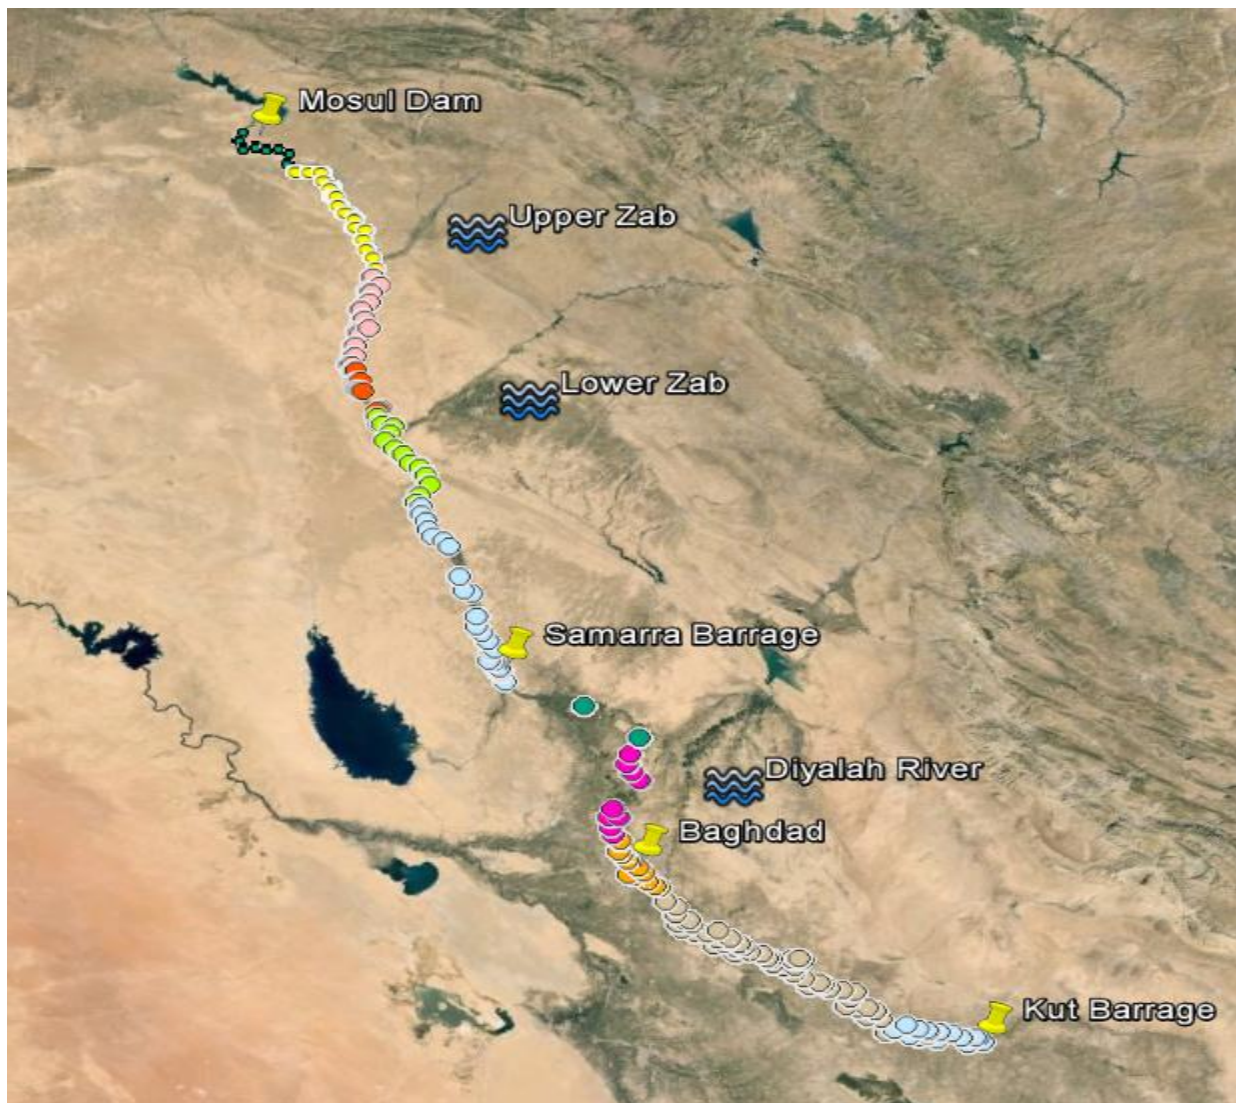 Mosul Dam
Upper Zab
Lower Zab
Samarra Barrage
Diyalah River
Baghdad
Kut Barrage